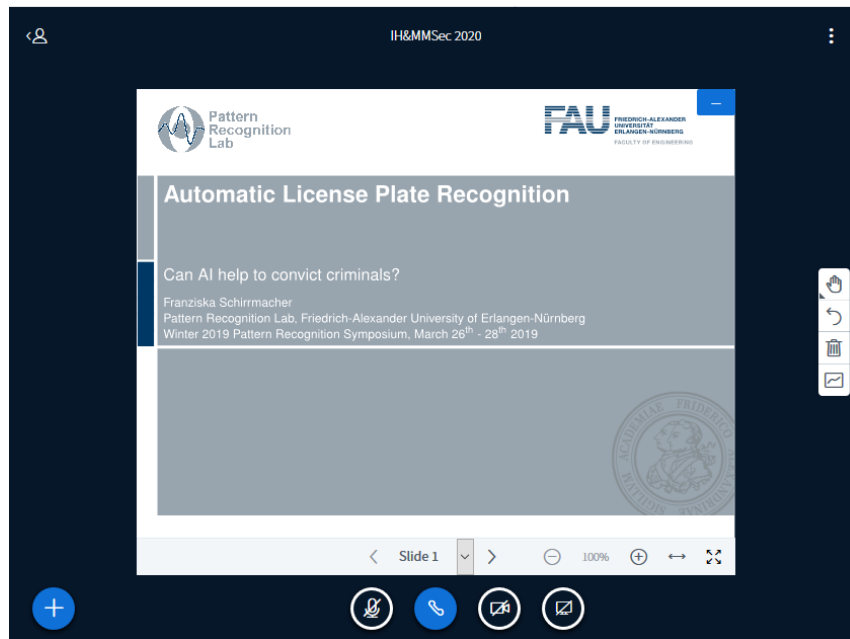 IH&MMSec 2020
Pattern
Recognition
Lab
FAU
FRIEDRICH-ALEXANDER
UNIVERSITÄT
ERLANGEN-NÜRNBERG
FACULTY OF ENGINEERING
Automatic License Plate Recognition
Can AI help to convict criminals?
Franziska Schirrmacher
Pattern Recognition Lab, Friedrich-Alexander University of Erlangen-Nürnberg
Winter 2019 Pattern Recognition Symposium, March 26th - 28th 2019
ACADEMIAE FRIDERICO
Slide 1
100%